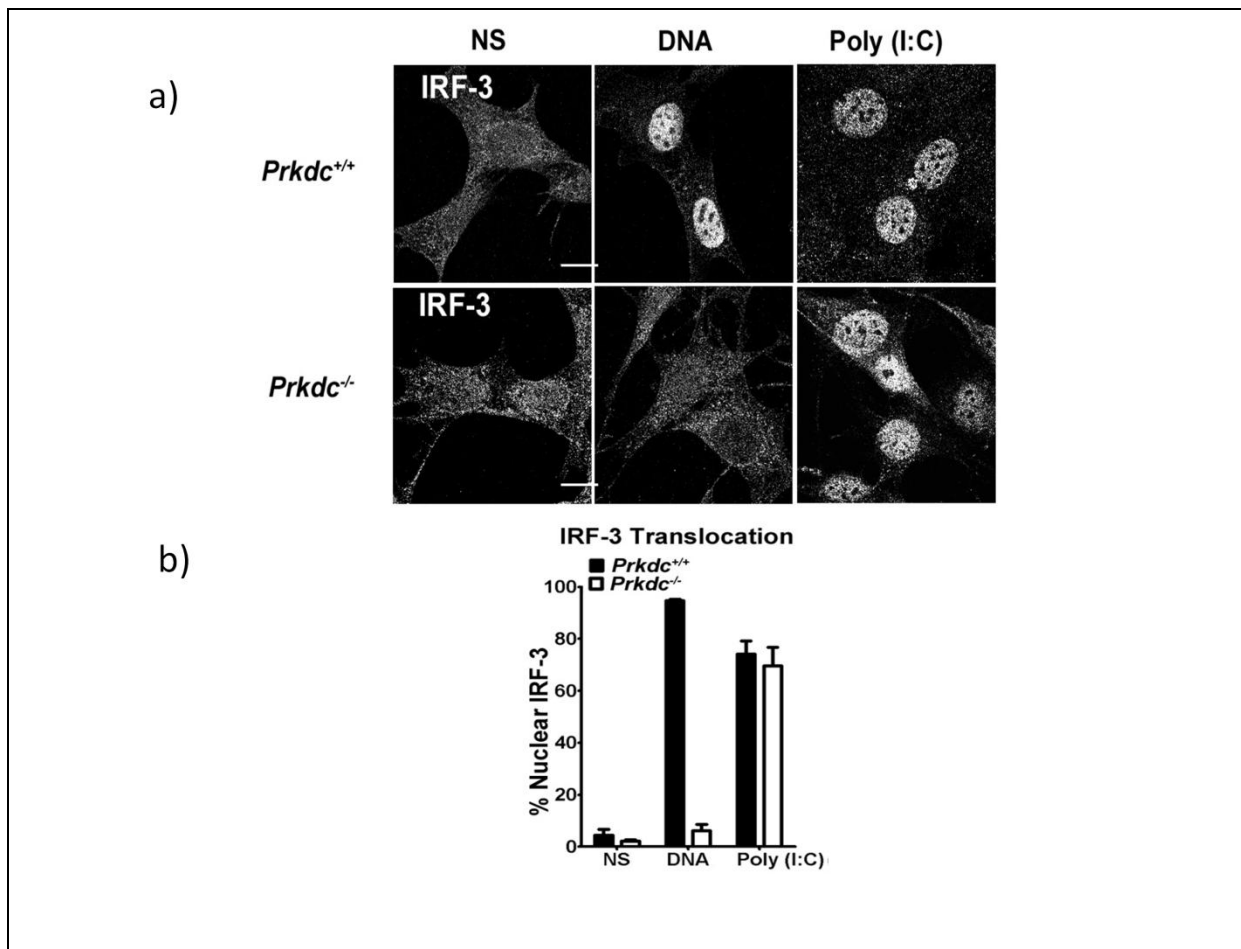 NS DNA Poly (I:C)
a)
IRF-3
Prkdc+/+
IRF-3
Prkdc-/-
b)
IRF-3 Translocation
Prkdc+/+
Prkdc-/-
100
80
60
40
20
0
% Nuclear IRF-3
NS DNA Poly (I:C)